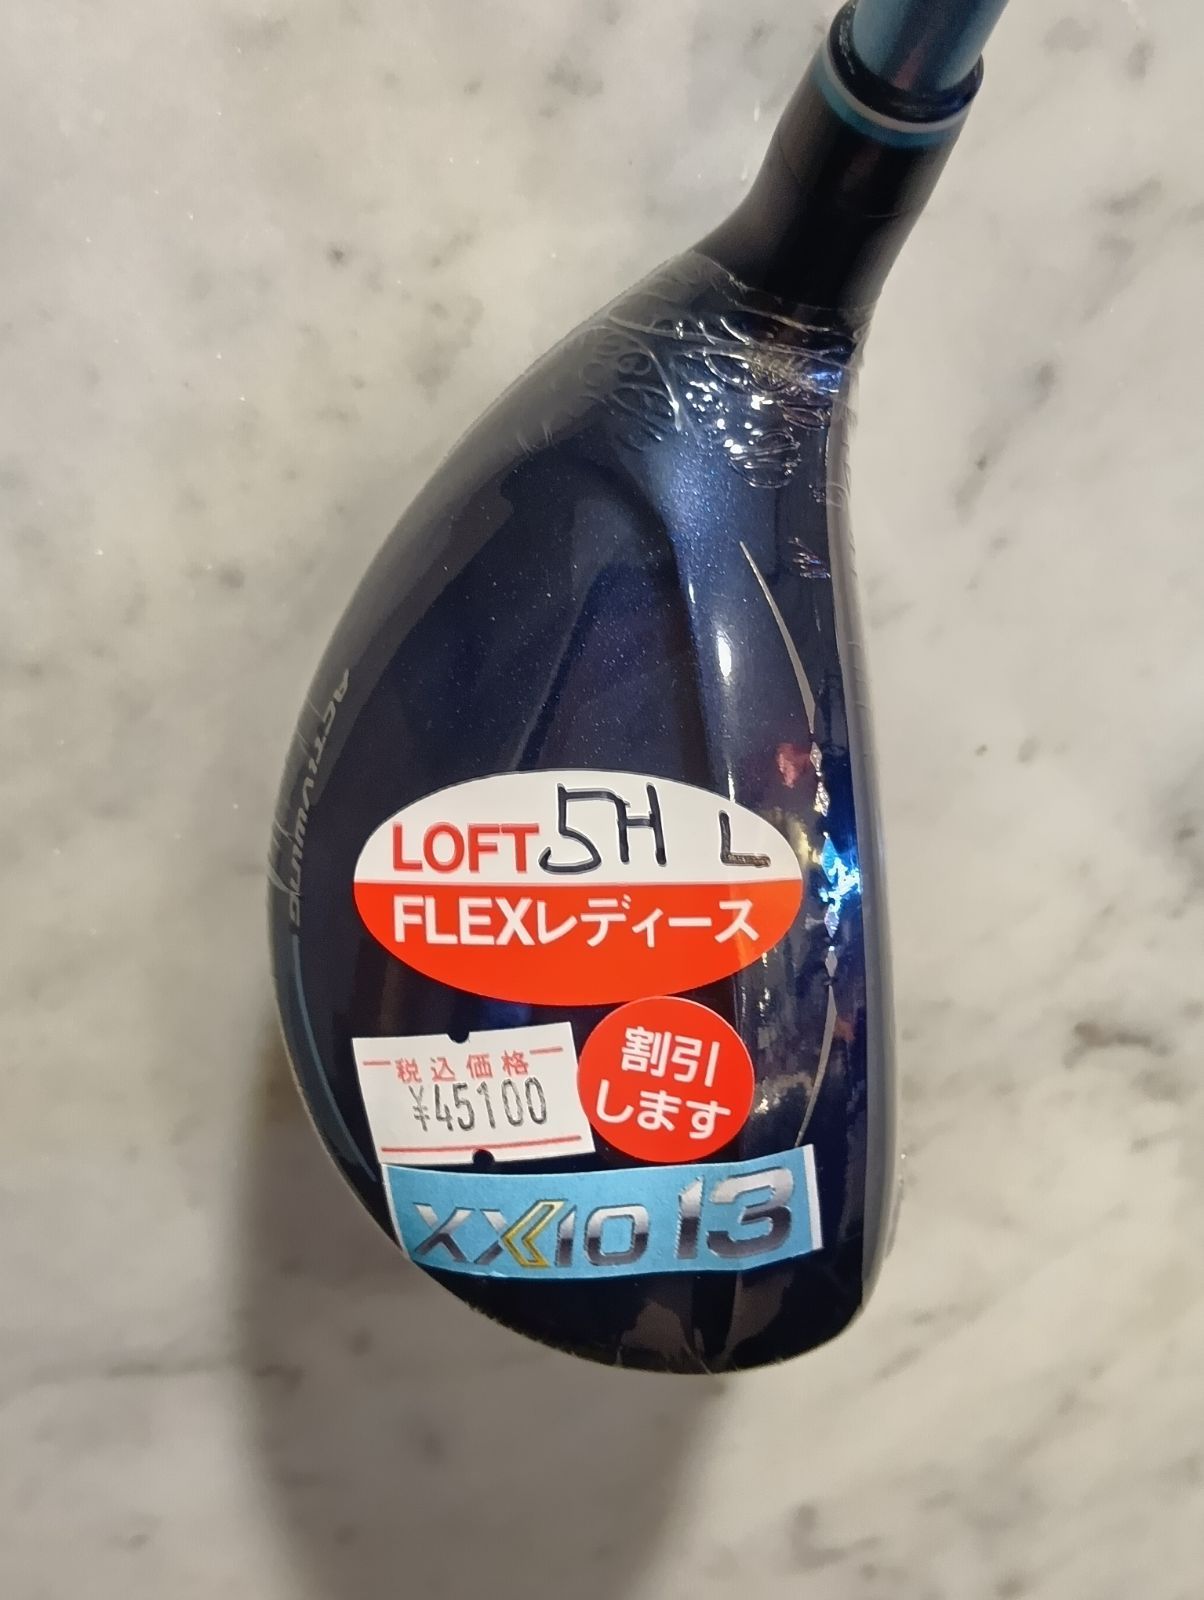 ACTIVWING
LOFT 5H L
FLEXレディース
割引
します
税込価格
¥45100
XXIO 13